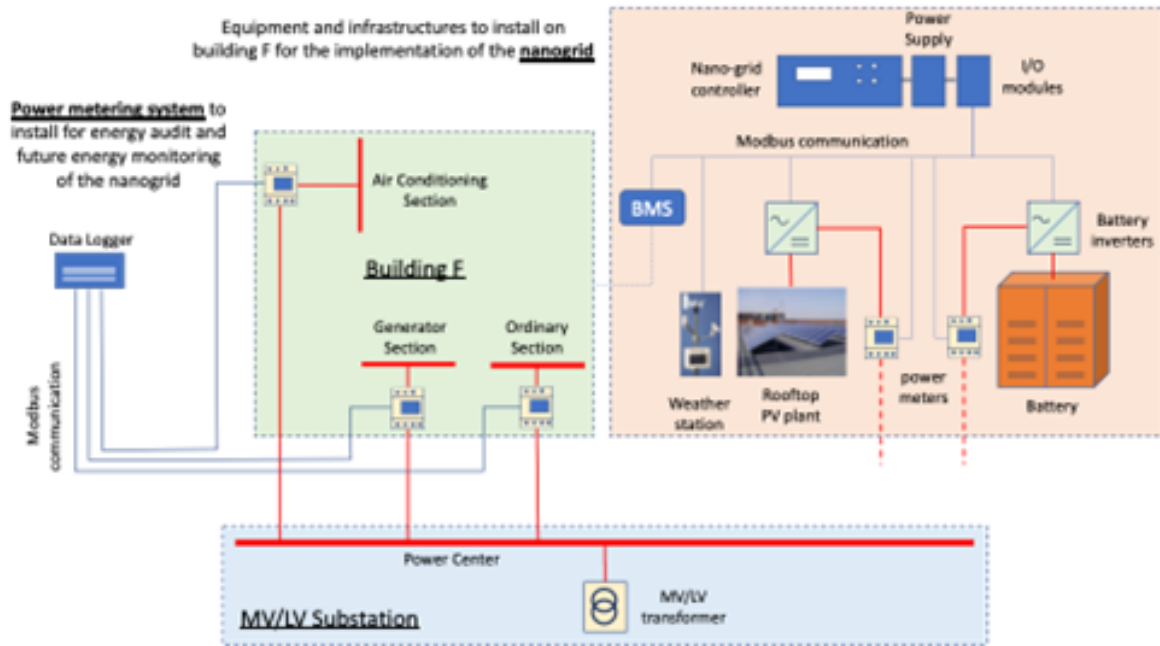 Equipment and infrastructures to install on
building F for the implementation of the nanogrid
Power metering system to
install for energy audit and
future energy monitoring
of the nanogrid
Data Logger
Modbus
communication
Air Conditioning
Section
Building F
Generator
Section
Ordinary
Section
Power
Supply
Nano-grid
controller
I/O
modules
Modbus communication
BMS
Battery
inverters
Weather
station
Rooftop
PV plant
power
meters
Battery
Power Center
MV/LV Substation
MV/LV
transformer